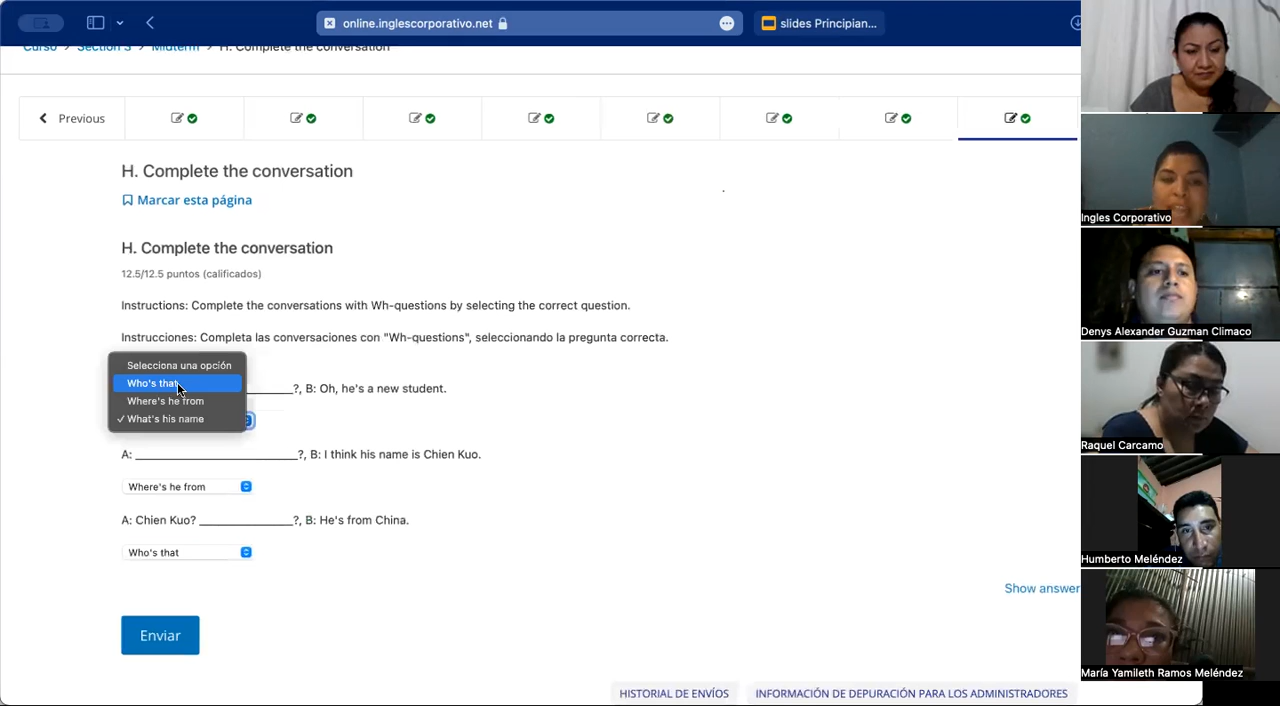 online.inglescorporativo.net
slides Principian...
Curso > Section 3 > Midterm > H. Complete the conversation
Previous
H. Complete the conversation
Marcar esta página
H. Complete the conversation
12.5/12.5 puntos (calificados)
Instructions: Complete the conversations with Wh-questions by selecting the correct question.
Instrucciones: Completa las conversaciones con "Wh-questions", seleccionando la pregunta correcta.
Selecciona una opción
Who's that
Where's he from
✓ What's his name
?, B: Oh, he's a new student.
A: _________________________?, B: I think his name is Chien Kuo.
Where's he from
A: Chien Kuo? ______________?, B: He's from China.
Who's that
Show answer
Enviar
HISTORIAL DE ENVÍOS
INFORMACIÓN DE DEPURACIÓN PARA LOS ADMINISTRADORES
Ingles Corporativo
Denys Alexander Guzman Climaco
Raquel Carcamo
Humberto Meléndez
María Yamileth Ramos Meléndez